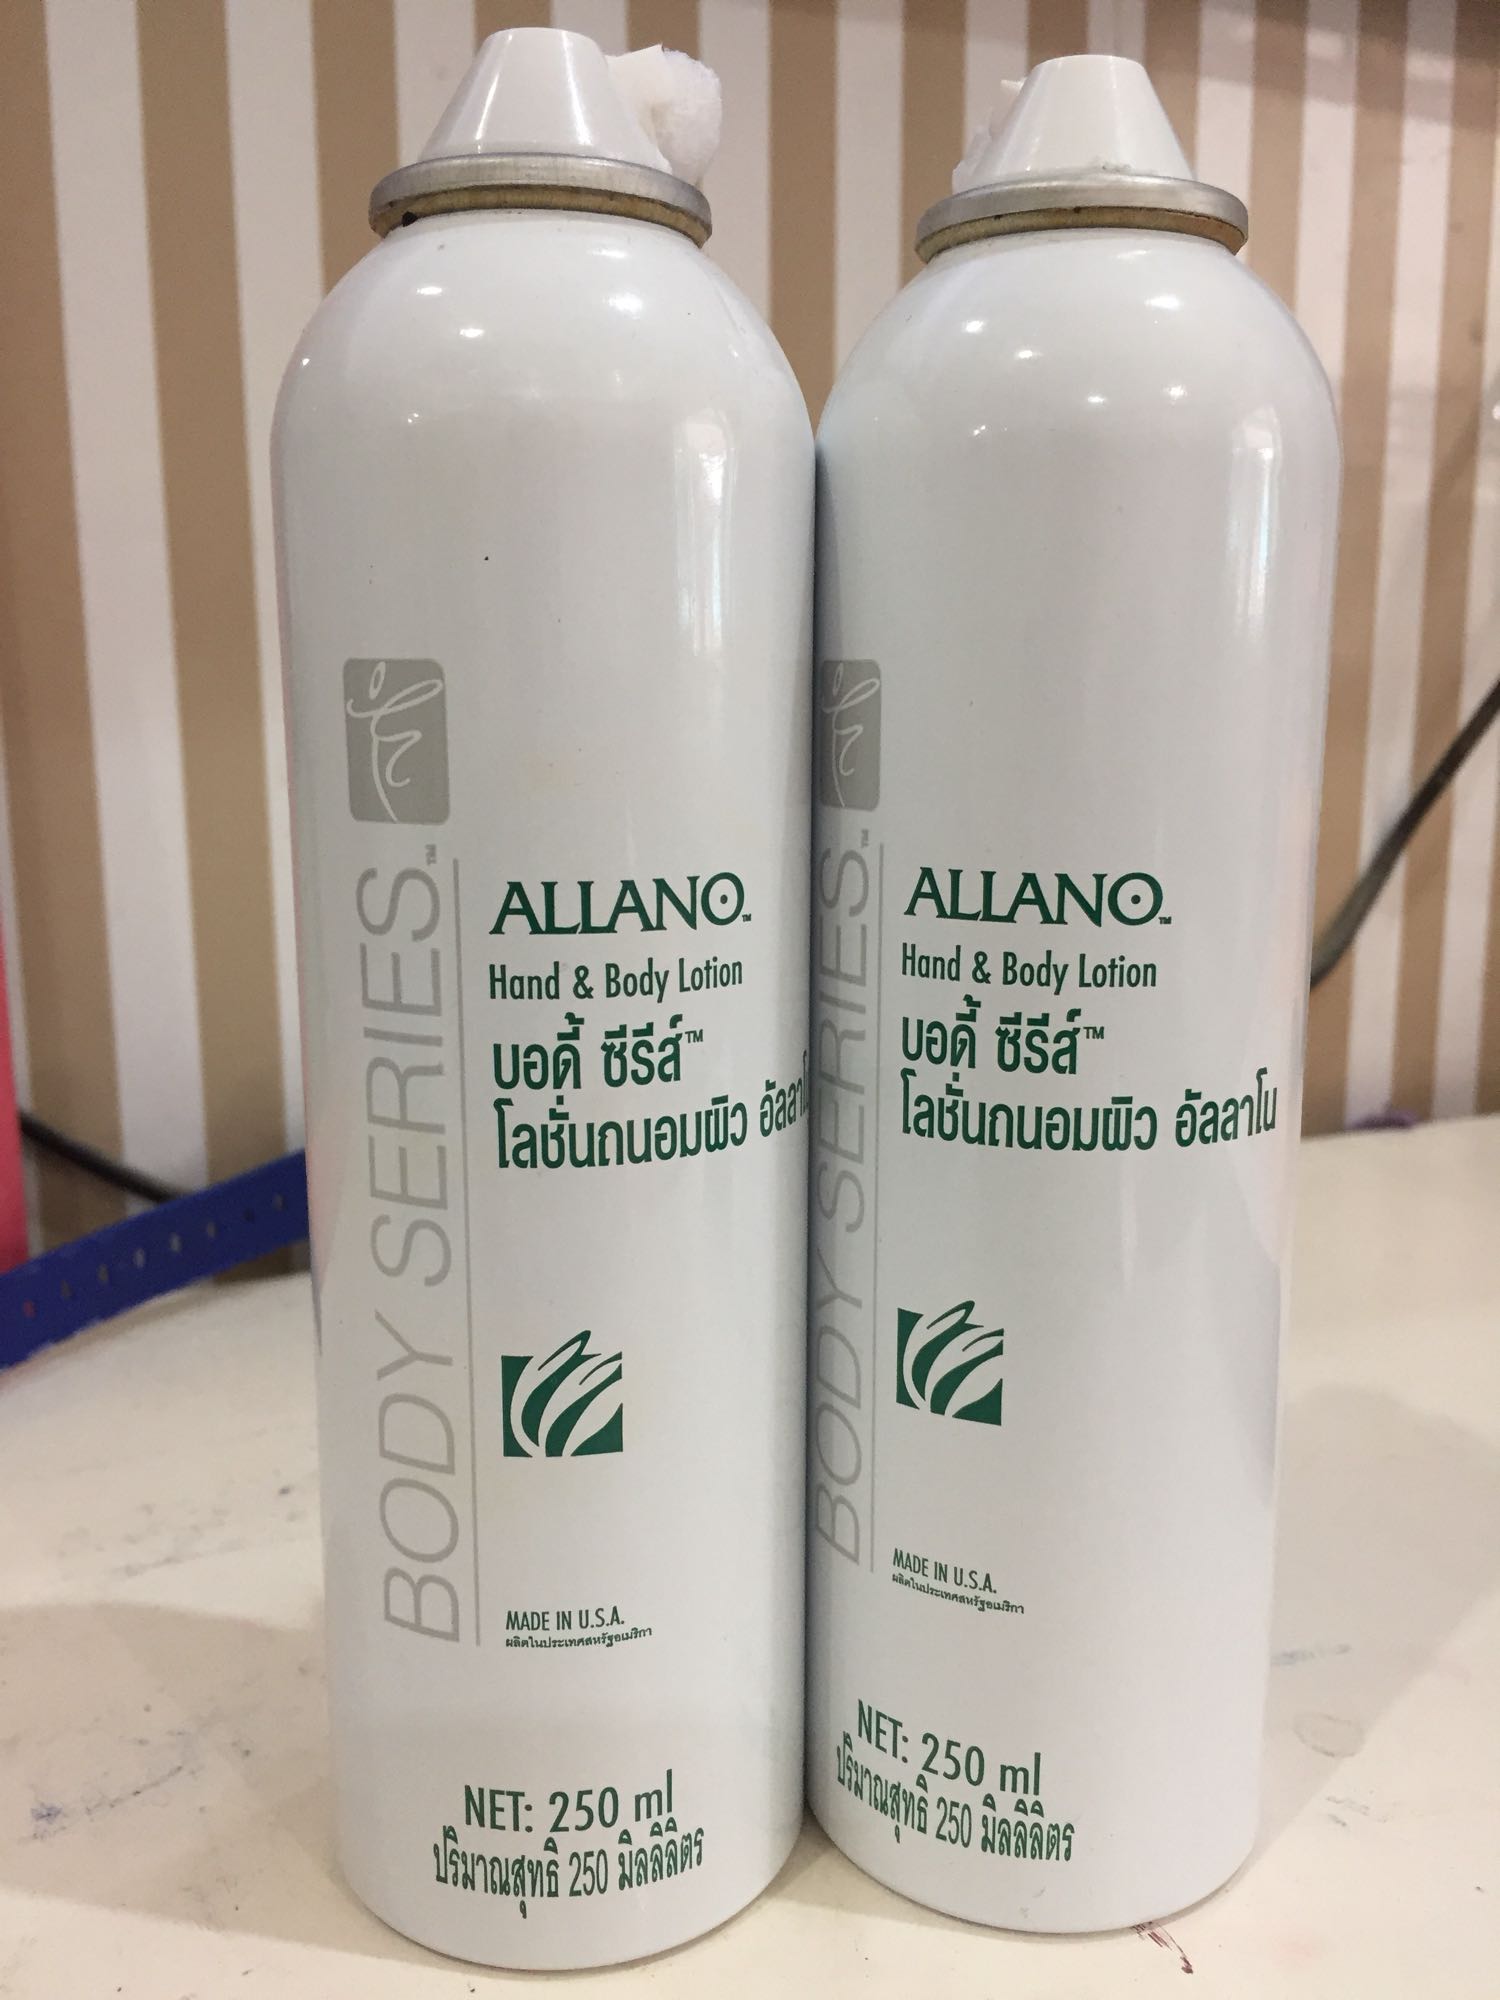 BODY SERIES™
ALLANO™
Hand & Body Lotion
บอดี้ ซีรีส์™
โลชั่นถนอมผิว อัลลาโน
MADE IN U.S.A.
ผลิตในประเทศสหรัฐอเมริกา
NET: 250 ml
ปริมาณสุทธิ 250 มิลลิลิตร
BODY SERIES™
ALLANO™
Hand & Body Lotion
บอดี้ ซีรีส์™
โลชั่นถนอมผิว อัลลาโน
MADE IN U.S.A.
ผลิตในประเทศสหรัฐอเมริกา
NET: 250 ml
ปริมาณสุทธิ 250 มิลลิลิตร